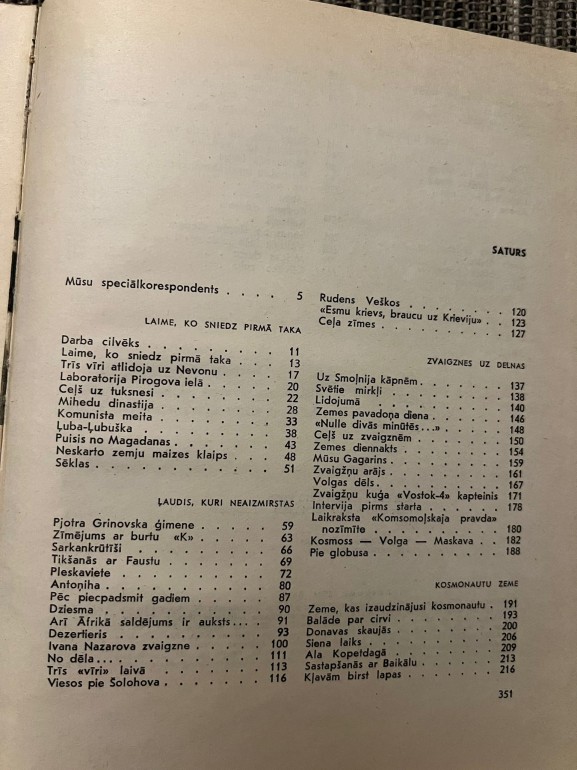 SATURS
Mūsu speciālkorespondents . . . . 5
LAIME, KO SNIEDZ PIRMĀ TAKA
Darba cilvēks . . . . . . . . . 11
Laime, ko sniedz pirmā taka . . . . . 13
Trīs vīri atlidoja uz Nevonu . . . . . 17
Laboratorija Pirogova ielā . . . . . . 20
Ceļš uz tuksnesi . . . . . . . . 22
Mihedu dinastija . . . . . . . . 28
Komunista meita . . . . . . . . 33
Ļuba-Ļubuška . . . . . . . . . 38
Puisis no Magadanas . . . . . . . 43
Neskarto zemju maizes klaips . . . . 48
Sēklas . . . . . . . . . . . 51
ĻAUDIS, KURI NEAIZMIRSTAS
Pjotra Grinovska ģimene . . . . . . 59
Zīmējums ar burtu «K» . . . . . . 63
Sarkankrūtīši . . . . . . . . . 66
Tikšanās ar Faustu . . . . . . . 69
Pleskaviete . . . . . . . . . . 72
Antoņiha . . . . . . . . . . 80
Pēc piecpadsmit gadiem . . . . . . 87
Dziesma . . . . . . . . . . 90
Arī Āfrikā saldējums ir auksts... . . . 91
Dezertieris . . . . . . . . . . 93
Ivana Nazarova zvaigzne . . . . . . 100
No dēla... . . . . . . . . . . 111
Trīs «vīri» laivā . . . . . . . . 113
Viesos pie Šolohova . . . . . . . 116
Rudens Veškos . . . . . . . . 120
«Esmu krievs, braucu uz Krieviju» . . 123
Ceļa zīmes . . . . . . . . . 127
ZVAIGZNES UZ DELNAS
Uz Smoļnija kāpnēm . . . . . . . 137
Svētie mirkļi . . . . . . . . . 138
Lidojumā . . . . . . . . . . 140
Zemes pavadoņa diena . . . . . . 146
«Nulle divās minūtēs...» . . . . . 148
Ceļš uz zvaigznēm . . . . . . . 150
Zemes diennakts . . . . . . . . 154
Mūsu Gagarins . . . . . . . . 159
Zvaigžņu arājs . . . . . . . . 161
Volgas dēls . . . . . . . . . 167
Zvaigžņu kuģa «Vostok-4» kapteinis 171
Intervija pirms starta . . . . . . 178
Laikraksta «Komsomoļskaja pravda»
nozīmīte . . . . . . . . . . 180
Kosmoss — Volga — Maskava . . . 182
Pie globusa . . . . . . . . . 188
KOSMONAUTU ZEME
Zeme, kas izaudzinājusi kosmonautu . 191
Balāde par cirvi . . . . . . . . 193
Donavas skaujās . . . . . . . . 200
Siena laiks . . . . . . . . . 206
Ala Kopetdagā . . . . . . . . 209
Sastapšanās ar Baikālu . . . . . . 213
Kļavām birst lapas . . . . . . . 216
351